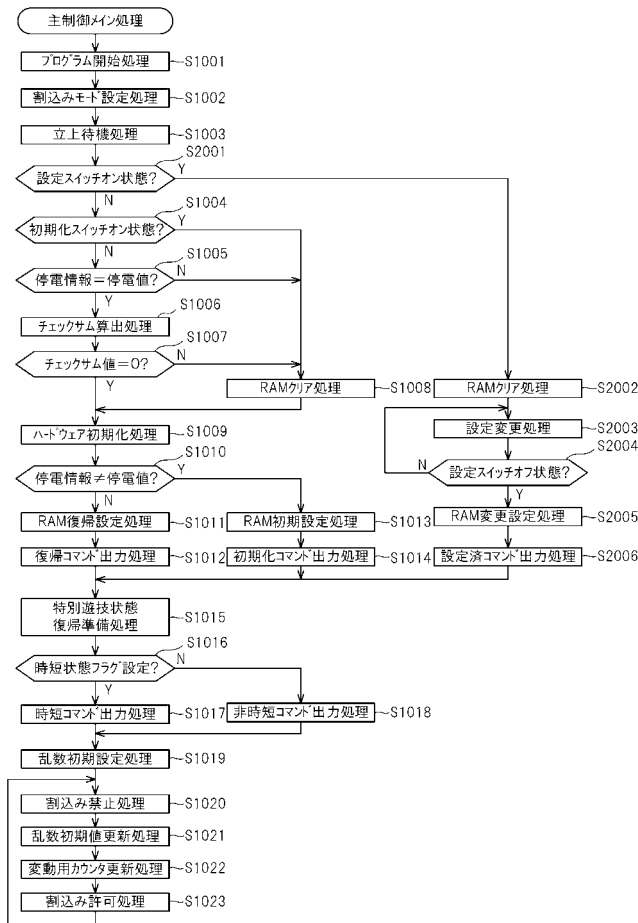 主制御メイン処理
プログラム開始処理 S1001
割込みモード設定処理 S1002
立上待機処理 S1003
S2001
設定スイッチオン状態? Y
N
S1004
初期化スイッチオン状態? Y
N
S1005
停電情報=停電値? N
Y
S1006
チェックサム算出処理
S1007
チェックサム値=0? N
Y
RAMクリア処理 S1008
RAMクリア処理 S2002
ハードウェア初期化処理 S1009
設定変更処理 S2003
S1010
停電情報≠停電値? Y
N
S2004
N 設定スイッチオフ状態?
Y
RAM復帰設定処理 S1011
RAM初期設定処理 S1013
RAM変更設定処理 S2005
復帰コマンド出力処理 S1012
初期化コマンド出力処理 S1014
設定済コマンド出力処理 S2006
特別遊技状態
復帰準備処理 S1015
S1016
時短状態フラグ設定? N
Y
時短コマンド出力処理 S1017
非時短コマンド出力処理 S1018
乱数初期設定処理 S1019
割込み禁止処理 S1020
乱数初期値更新処理 S1021
変動用カウンタ更新処理 S1022
割込み許可処理 S1023